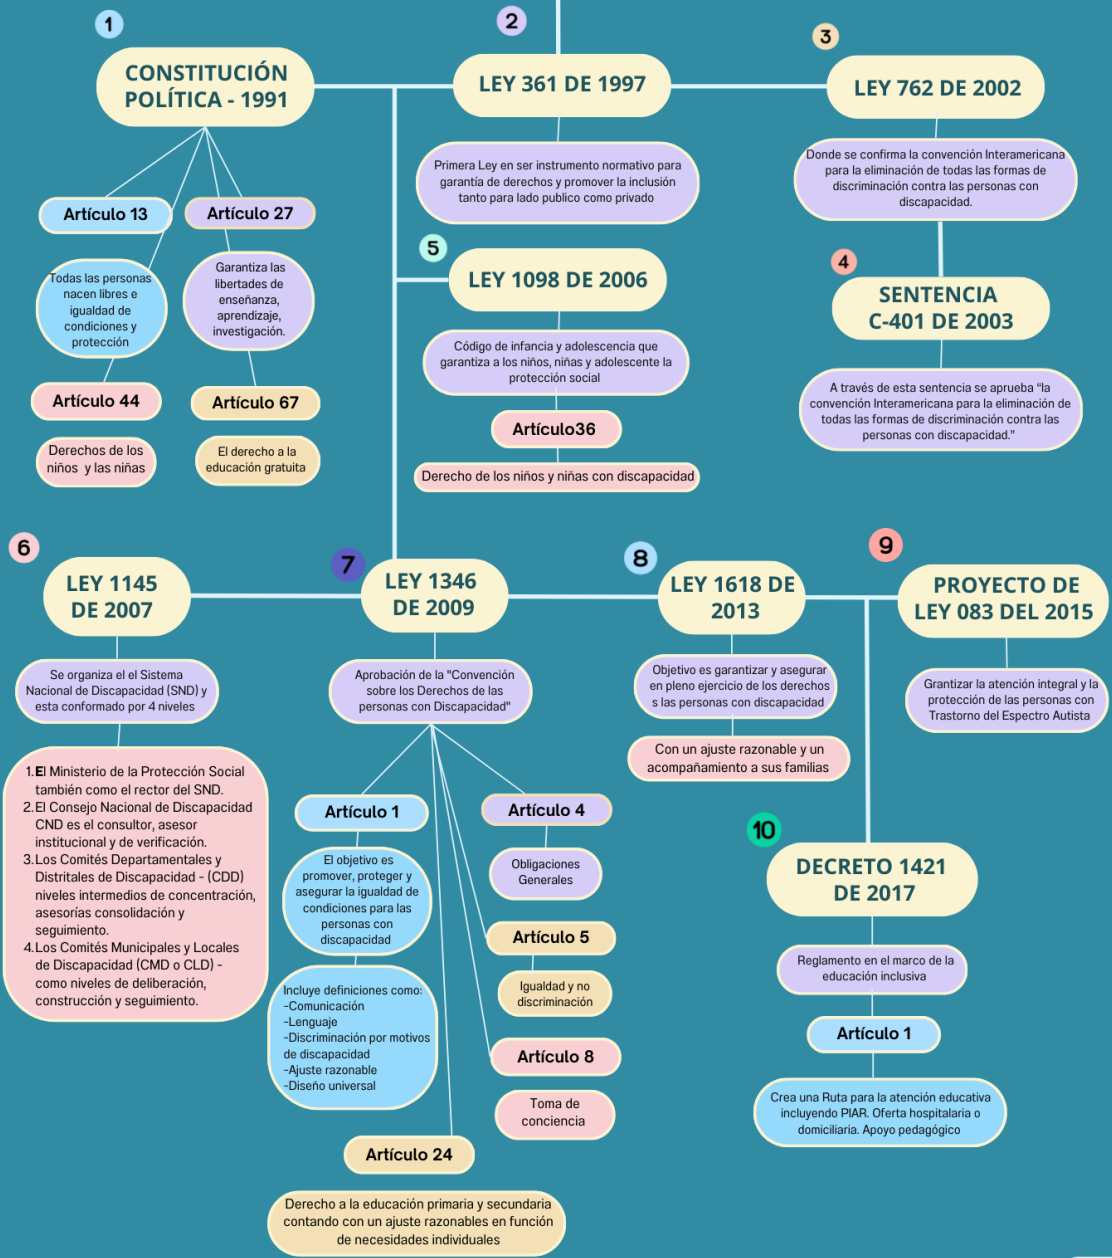 1
CONSTITUCIÓN
POLÍTICA - 1991
Artículo 13
Todas las personas
nacen libres e
igualdad de
condiciones y
protección
Artículo 27
Garantiza las
libertades de
enseñanza,
aprendizaje,
investigación.
Artículo 44
Derechos de los
niños y las niñas
Artículo 67
El derecho a la
educación gratuita
2
LEY 361 DE 1997
Primera Ley en ser instrumento normativo para
garantía de derechos y promover la inclusión
tanto para lado publico como privado
3
LEY 762 DE 2002
Donde se confirma la convención Interamericana
para la eliminación de todas las formas de
discriminación contra las personas con
discapacidad.
4
SENTENCIA
C-401 DE 2003
A través de esta sentencia se aprueba “la
convención Interamericana para la eliminación de
todas las formas de discriminación contra las
personas con discapacidad.”
5
LEY 1098 DE 2006
Código de infancia y adolescencia que
garantiza a los niños, niñas y adolescente la
protección social
Artículo36
Derecho de los niños y niñas con discapacidad
6
LEY 1145
DE 2007
Se organiza el el Sistema
Nacional de Discapacidad (SND) y
esta conformado por 4 niveles
1.El Ministerio de la Protección Social
también como el rector del SND.
2.El Consejo Nacional de Discapacidad
CND es el consultor, asesor
institucional y de verificación.
3.Los Comités Departamentales y
Distritales de Discapacidad - (CDD)
niveles intermedios de concentración,
asesorías consolidación y
seguimiento.
4.Los Comités Municipales y Locales
de Discapacidad (CMD o CLD) -
como niveles de deliberación,
construcción y seguimiento.
7
LEY 1346
DE 2009
Aprobación de la "Convención
sobre los Derechos de las
personas con Discapacidad"
Artículo 1
El objetivo es
promover, proteger y
asegurar la igualdad de
condiciones para las
personas con
discapacidad
Incluye definiciones como:
-Comunicación
-Lenguaje
-Discriminación por motivos
de discapacidad
-Ajuste razonable
-Diseño universal
Artículo 4
Obligaciones
Generales
Artículo 5
Igualdad y no
discriminación
Artículo 8
Toma de
conciencia
Artículo 24
Derecho a la educación primaria y secundaria
contando con un ajuste razonables en función
de necesidades individuales
8
LEY 1618 DE
2013
Objetivo es garantizar y asegurar
en pleno ejercicio de los derechos
s las personas con discapacidad
Con un ajuste razonable y un
acompañamiento a sus familias
9
PROYECTO DE
LEY 083 DEL 2015
Grantizar la atención integral y la
protección de las personas con
Trastorno del Espectro Autista
10
DECRETO 1421
DE 2017
Reglamento en el marco de la
educación inclusiva
Artículo 1
Crea una Ruta para la atención educativa
incluyendo PIAR. Oferta hospitalaria o
domiciliaria. Apoyo pedagógico